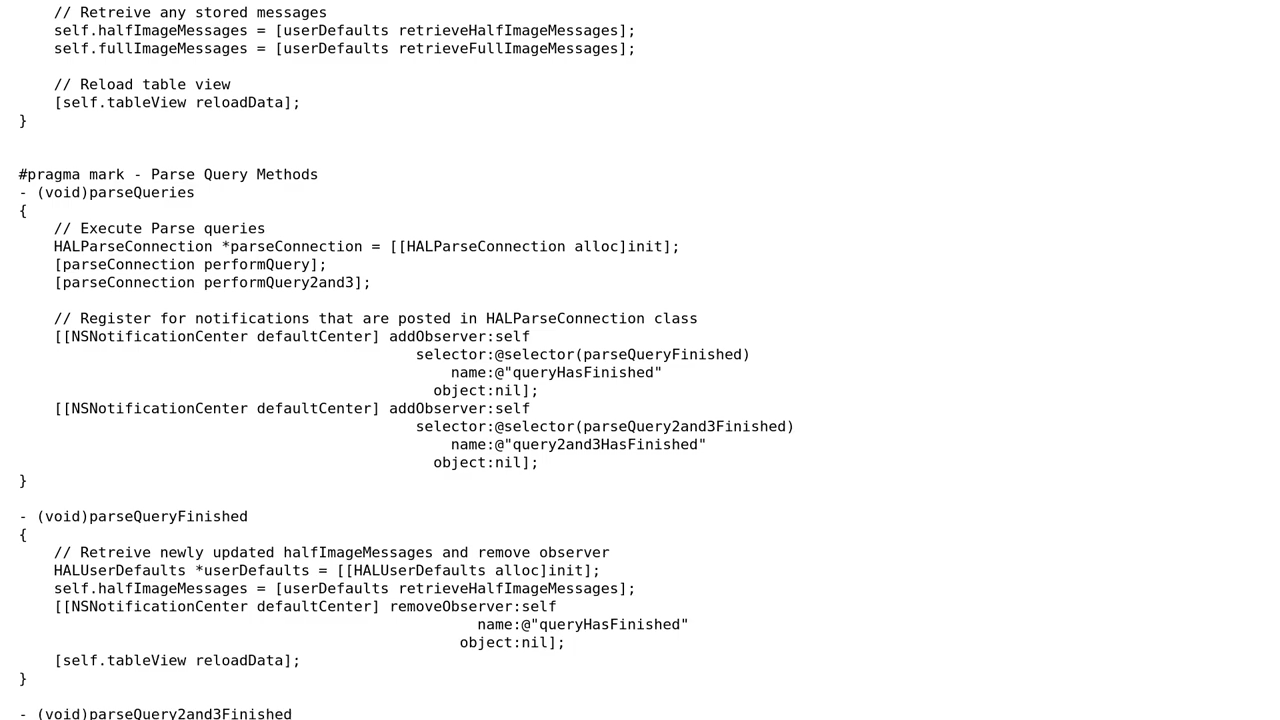 // Retreive any stored messages
self.halfImageMessages = [userDefaults retrieveHalfImageMessages];
self.fullImageMessages = [userDefaults retrieveFullImageMessages];
// Reload table view
[self.tableView reloadData];
}
#pragma mark - Parse Query Methods
- (void)parseQueries
{
// Execute Parse queries
HALParseConnection *parseConnection = [[HALParseConnection alloc]init];
[parseConnection performQuery];
[parseConnection performQuery2and3];
// Register for notifications that are posted in HALParseConnection class
[[NSNotificationCenter defaultCenter] addObserver:self
selector:@selector(parseQueryFinished)
name:@"queryHasFinished"
object:nil];
[[NSNotificationCenter defaultCenter] addObserver:self
selector:@selector(parseQuery2and3Finished)
name:@"query2and3HasFinished"
object:nil];
}
- (void)parseQueryFinished
{
// Retreive newly updated halfImageMessages and remove observer
HALUserDefaults *userDefaults = [[HALUserDefaults alloc]init];
self.halfImageMessages = [userDefaults retrieveHalfImageMessages];
[[NSNotificationCenter defaultCenter] removeObserver:self
name:@"queryHasFinished"
object:nil];
[self.tableView reloadData];
}
- (void)parseQuery2and3Finished